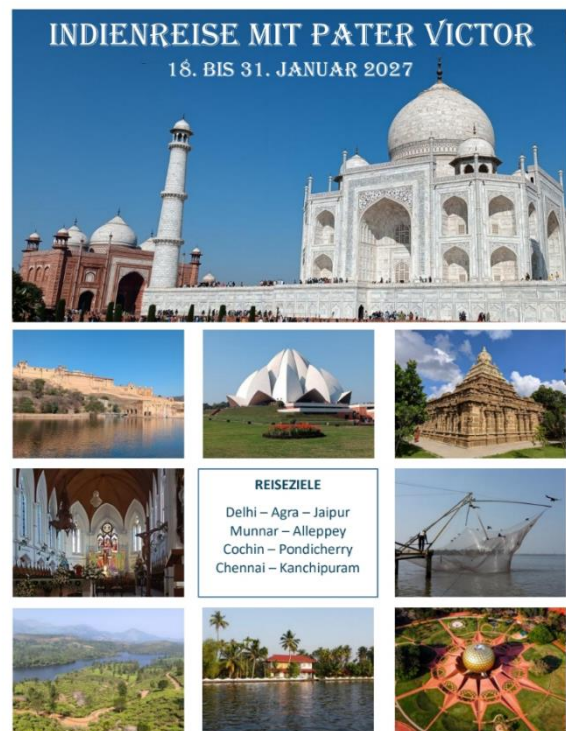 INDIENREISE MIT PATER VICTOR
18. BIS 31. JANUAR 2027
REISEZIELE
Delhi – Agra – Jaipur
Munnar – Alleppey
Cochin – Pondicherry
Chennai – Kanchipuram